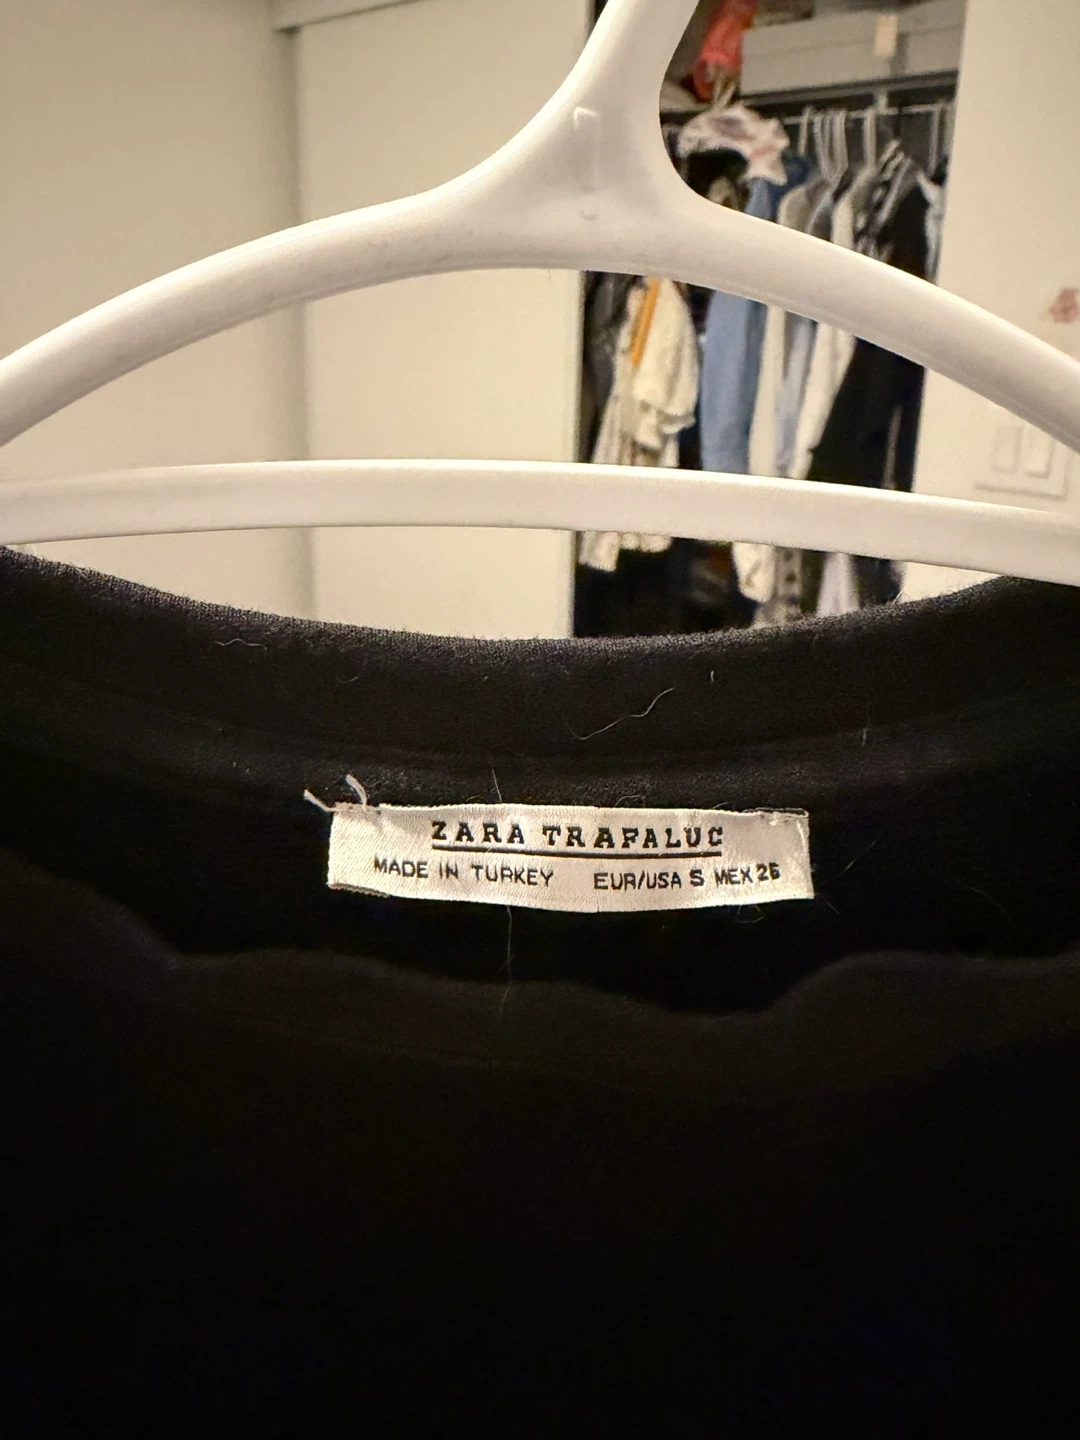 ZARA TRAFALUC
MADE IN TURKEY EUR/USA S MEX 26